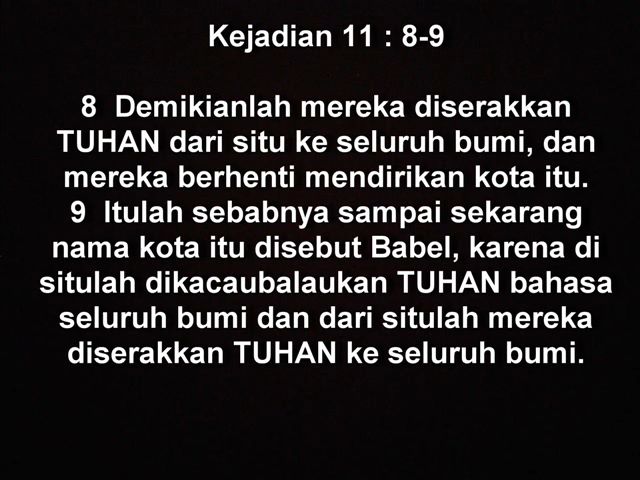 Kejadian 11 : 8-9
8 Demikianlah mereka diserakkan
TUHAN dari situ ke seluruh bumi, dan
mereka berhenti mendirikan kota itu.
9 Itulah sebabnya sampai sekarang
nama kota itu disebut Babel, karena di
situlah dikacaubalaukan TUHAN bahasa
seluruh bumi dan dari situlah mereka
diserakkan TUHAN ke seluruh bumi.